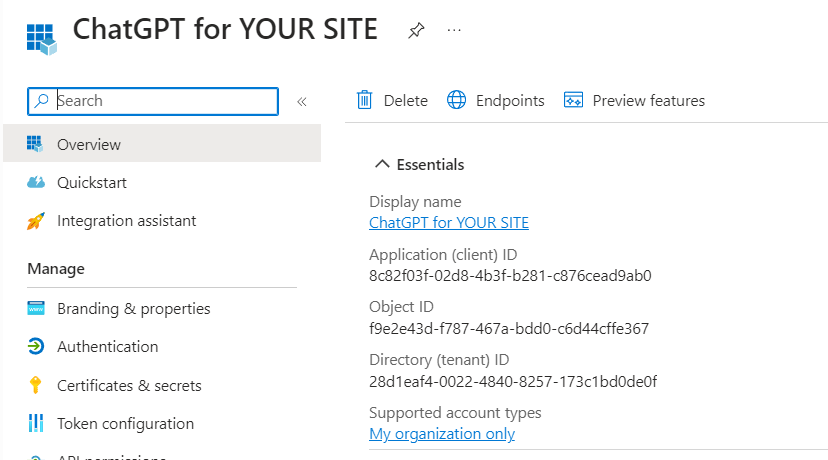 ChatGPT for YOUR SITE
Search
Delete
Endpoints
Preview features
Overview
Quickstart
Integration assistant
Manage
Branding & properties
Authentication
Certificates & secrets
Token configuration
API permissions
Essentials
Display name
ChatGPT for YOUR SITE
Application (client) ID
8c82f03f-02d8-4b3f-b281-c876cead9ab0
Object ID
f9e2e43d-f787-467a-bdd0-c6d44cffe367
Directory (tenant) ID
28d1eaf4-0022-4840-8257-173c1bd0de0f
Supported account types
My organization only